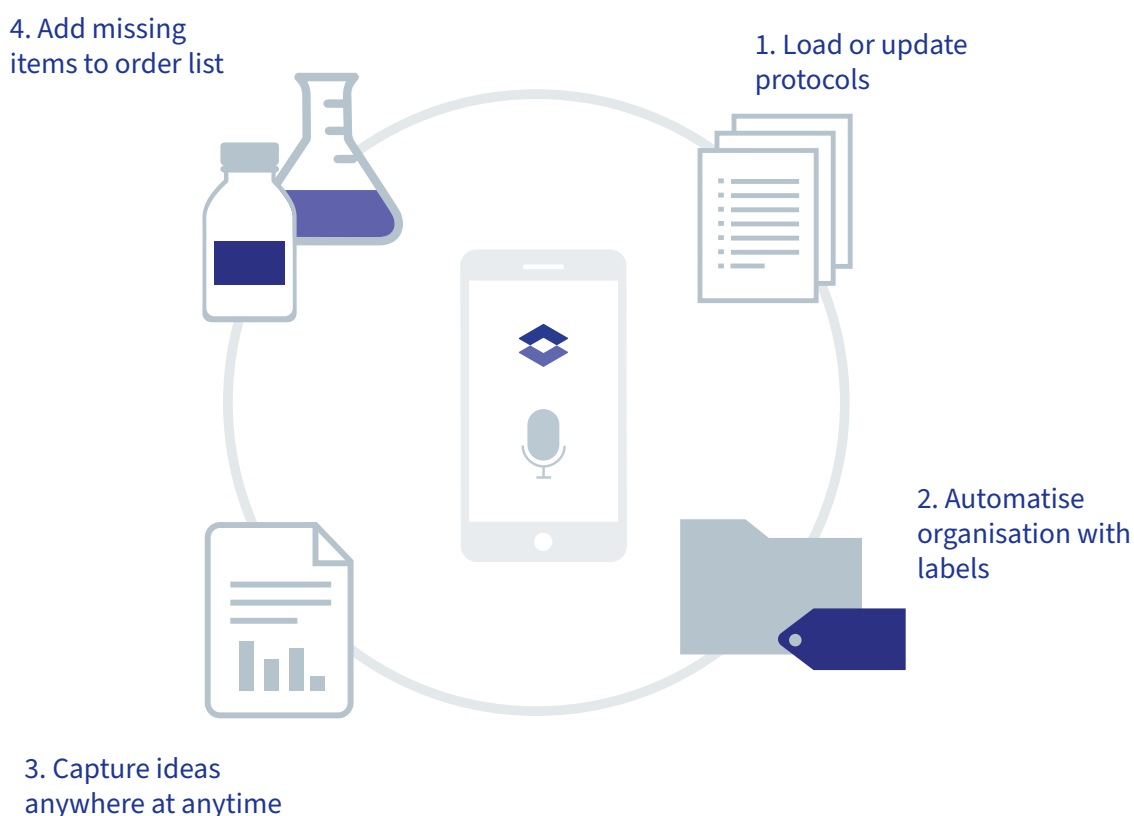 4. Add missing
items to order list
1. Load or update
protocols
2. Automatise
organisation with
labels
3. Capture ideas
anywhere at anytime